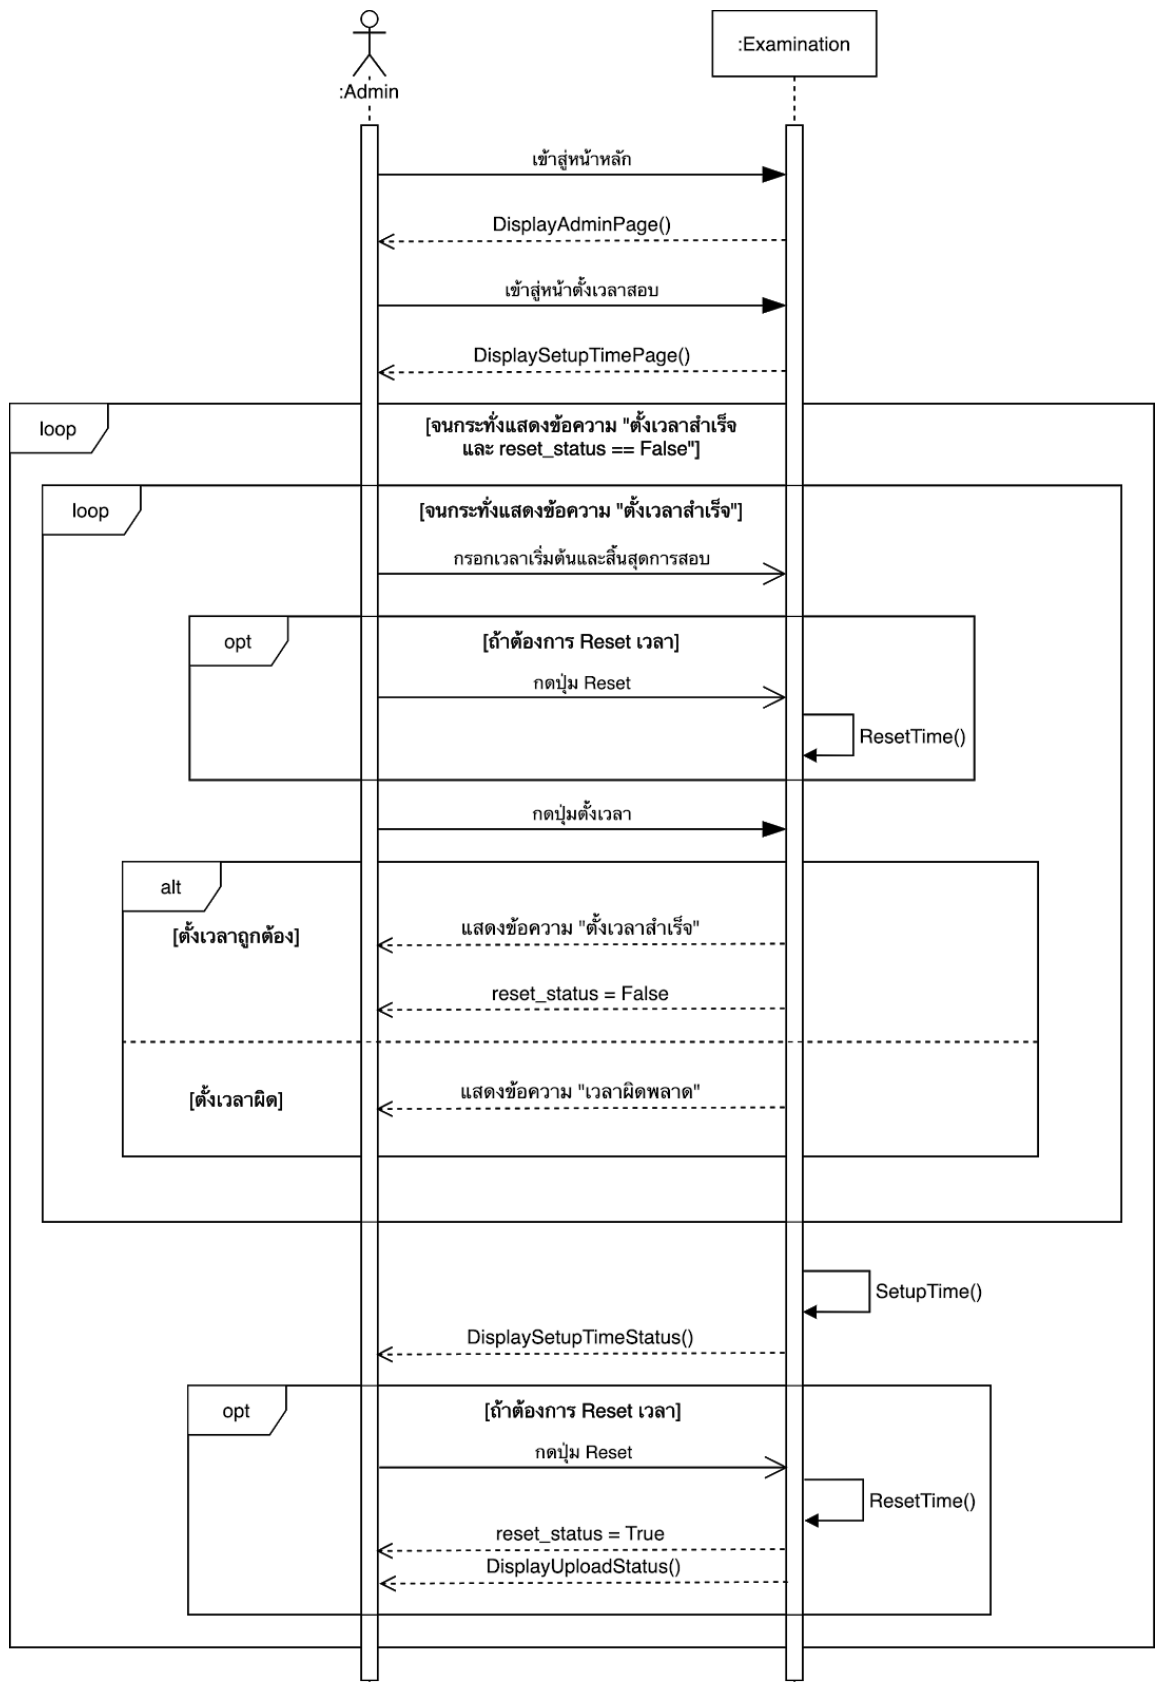 :Admin
:Examination
เข้าสู่หน้าหลัก
DisplayAdminPage()
เข้าสู่หน้าตั้งเวลาสอบ
DisplaySetupTimePage()
loop
[จนกระทั่งแสดงข้อความ "ตั้งเวลาสำเร็จ
และ reset_status == False"]
loop
[จนกระทั่งแสดงข้อความ "ตั้งเวลาสำเร็จ"]
กรอกเวลาเริ่มต้นและสิ้นสุดการสอบ
opt
[ถ้าต้องการ Reset เวลา]
กดปุ่ม Reset
ResetTime()
กดปุ่มตั้งเวลา
alt
[ตั้งเวลาถูกต้อง]
แสดงข้อความ "ตั้งเวลาสำเร็จ"
reset_status = False
[ตั้งเวลาผิด]
แสดงข้อความ "เวลาผิดพลาด"
SetupTime()
DisplaySetupTimeStatus()
opt
[ถ้าต้องการ Reset เวลา]
กดปุ่ม Reset
ResetTime()
reset_status = True
DisplayUploadStatus()